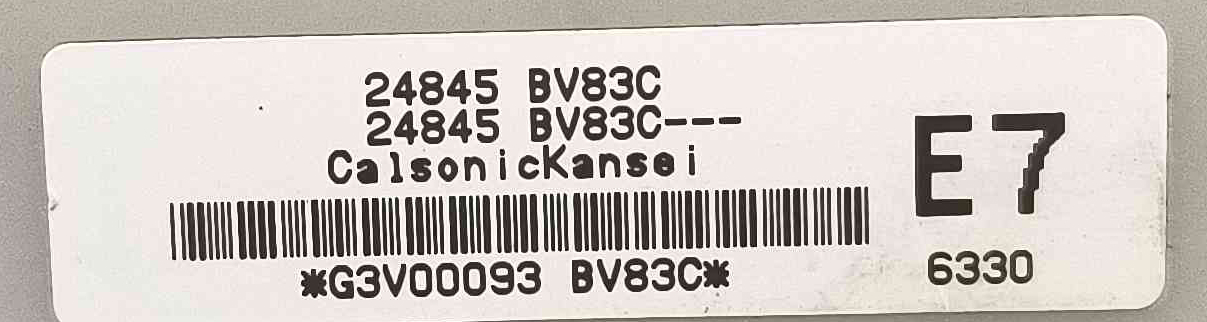 24845 BV83C
24845 BV83C---
CalsonicKansei
E7
*G3V00093 BV83C*
6330